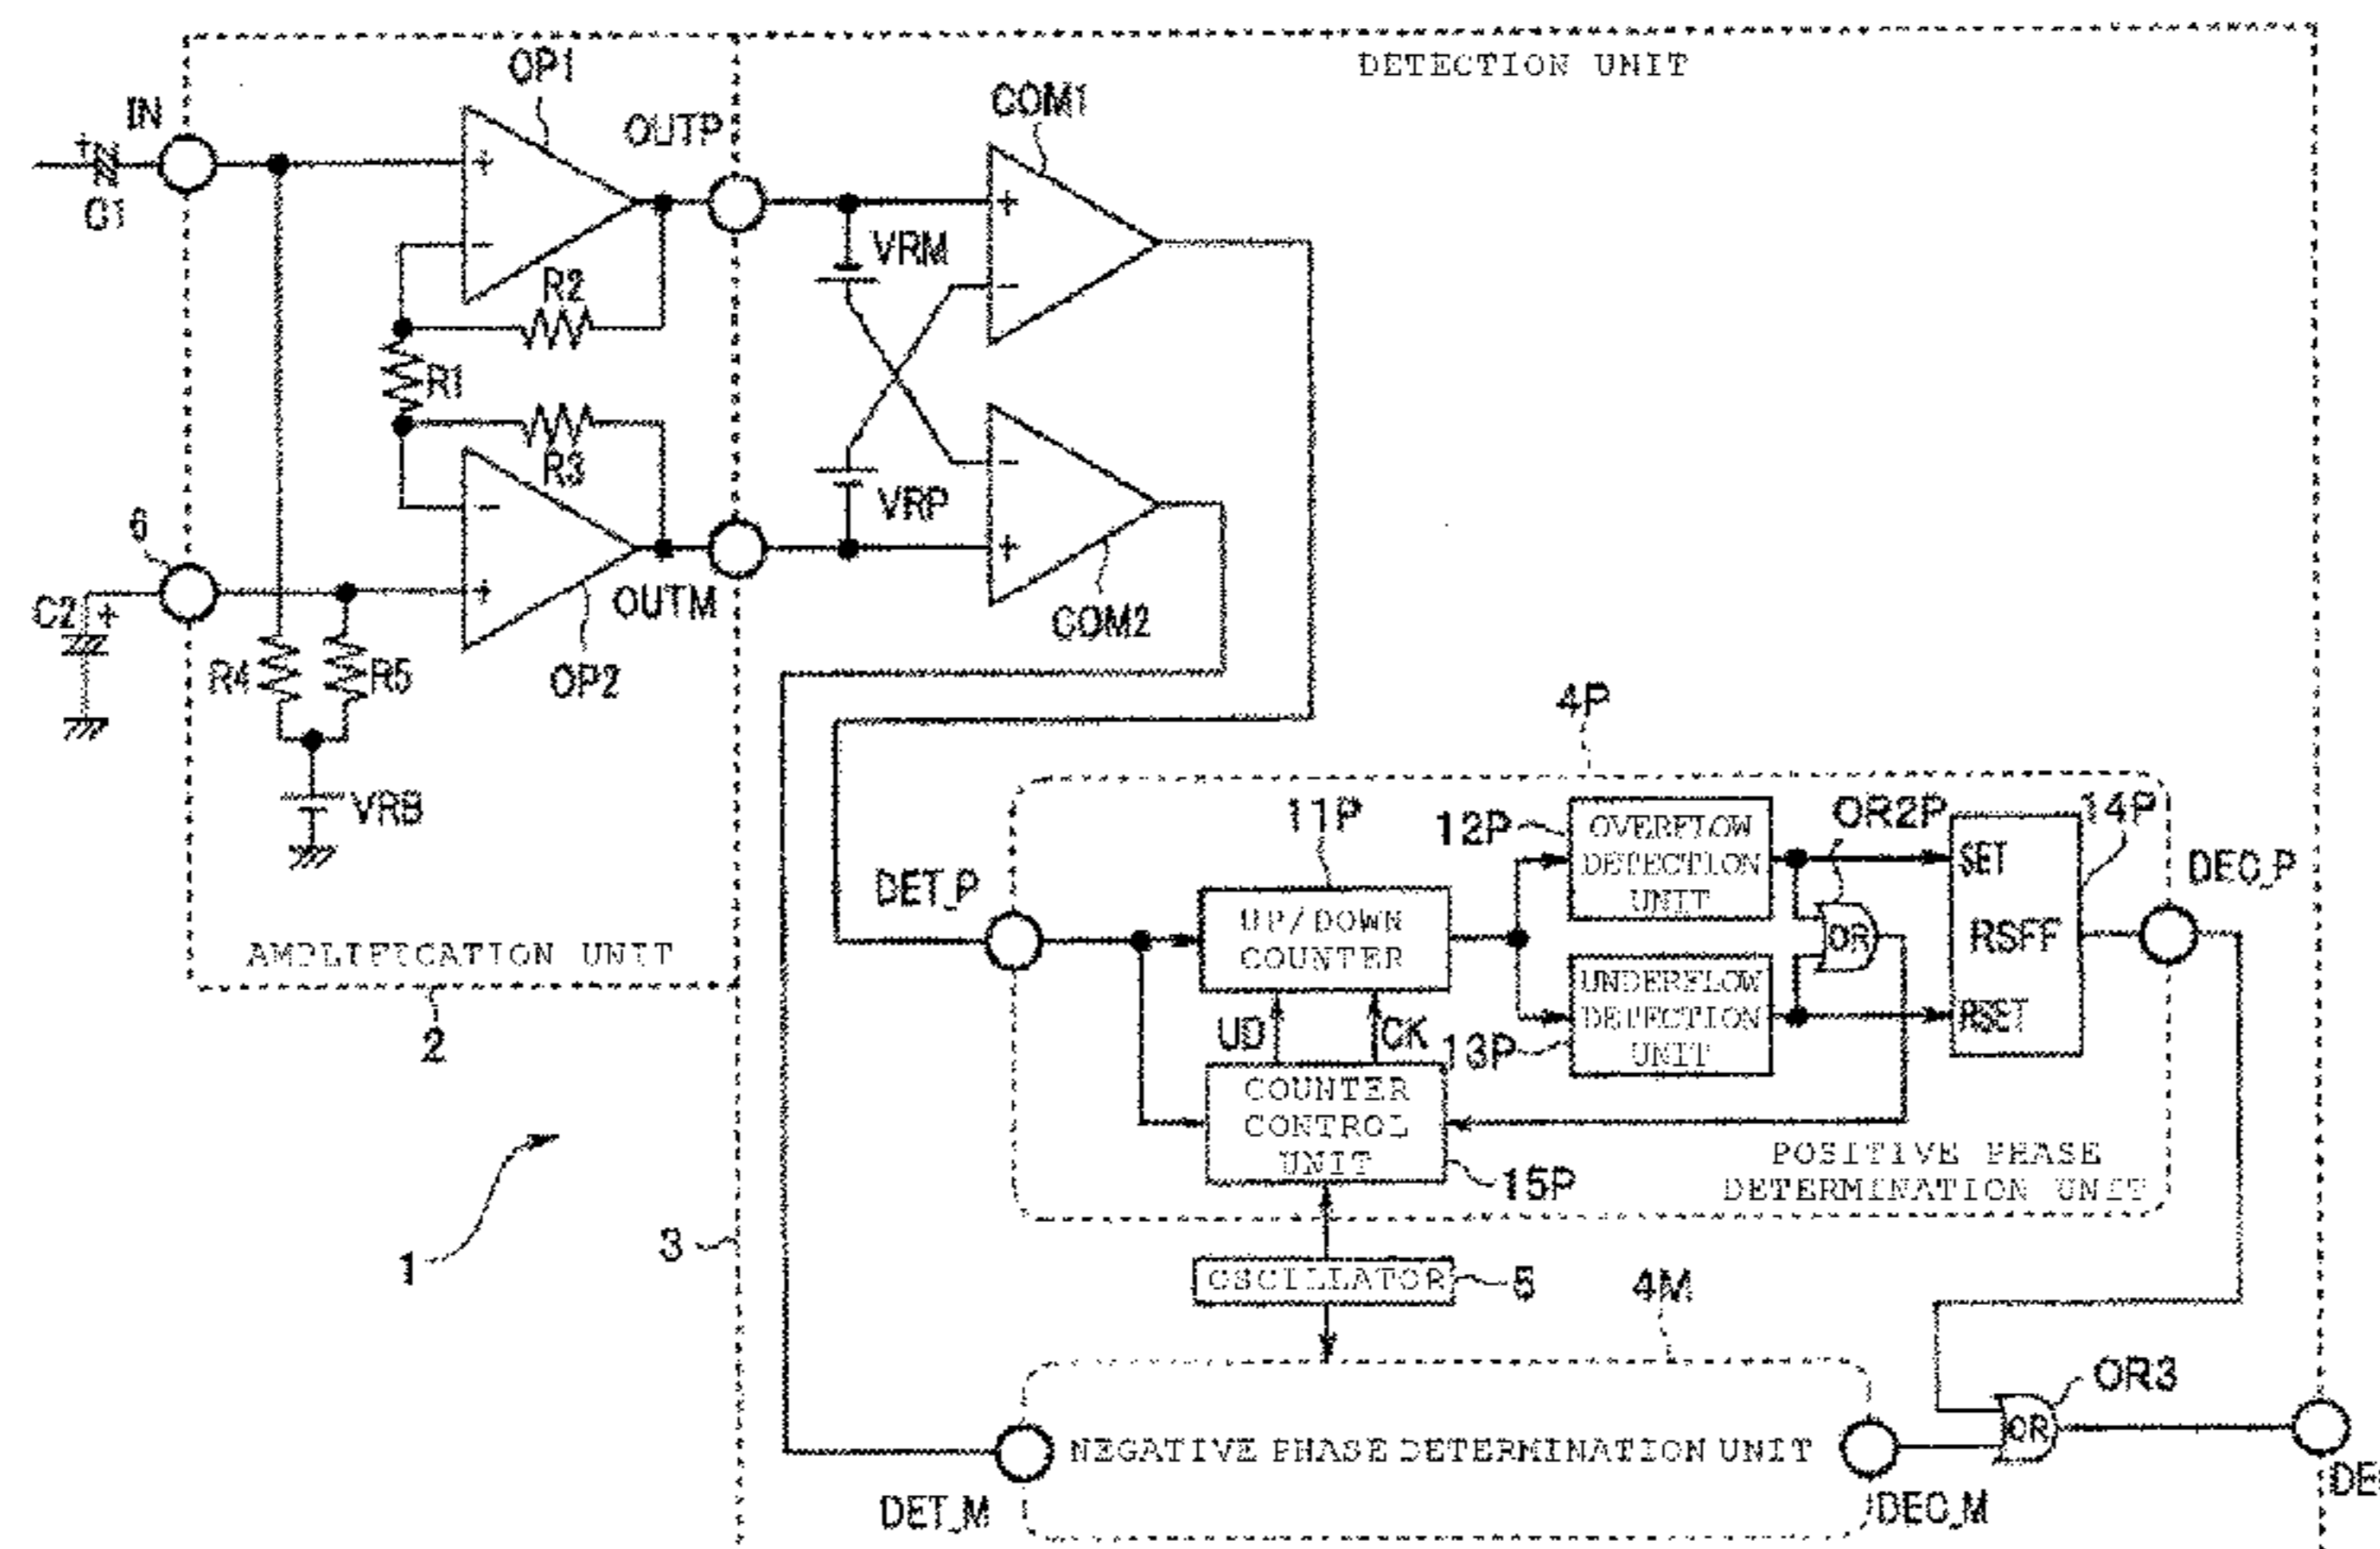 DETECTION UNIT
OP1
IN
OUTP
COM1
+
+
+
C1
VRM
-
-
R2
R1
R3
-
-
VRP
6
+
+
C2 +
OUTM
COM2
R4
R5
OP2
VRB
4P
11P
12P
OVERFLOW
DETECTION
UNIT
OR2P
14P
SET
DET_P
DEC_P
UP/DOWN
COUNTER
OR
RSFF
AMPLIFICATION UNIT
UNDERFLOW
DETECTION
UNIT
RSET
2
UD
CK
13P
COUNTER
CONTROL
UNIT
15P
POSITIVE PHASE
DETERMINATION UNIT
1
3
OSCILLATOR
5
4M
OR3
OR
NEGATIVE PHASE DETERMINATION UNIT
DET_M
DEC_M